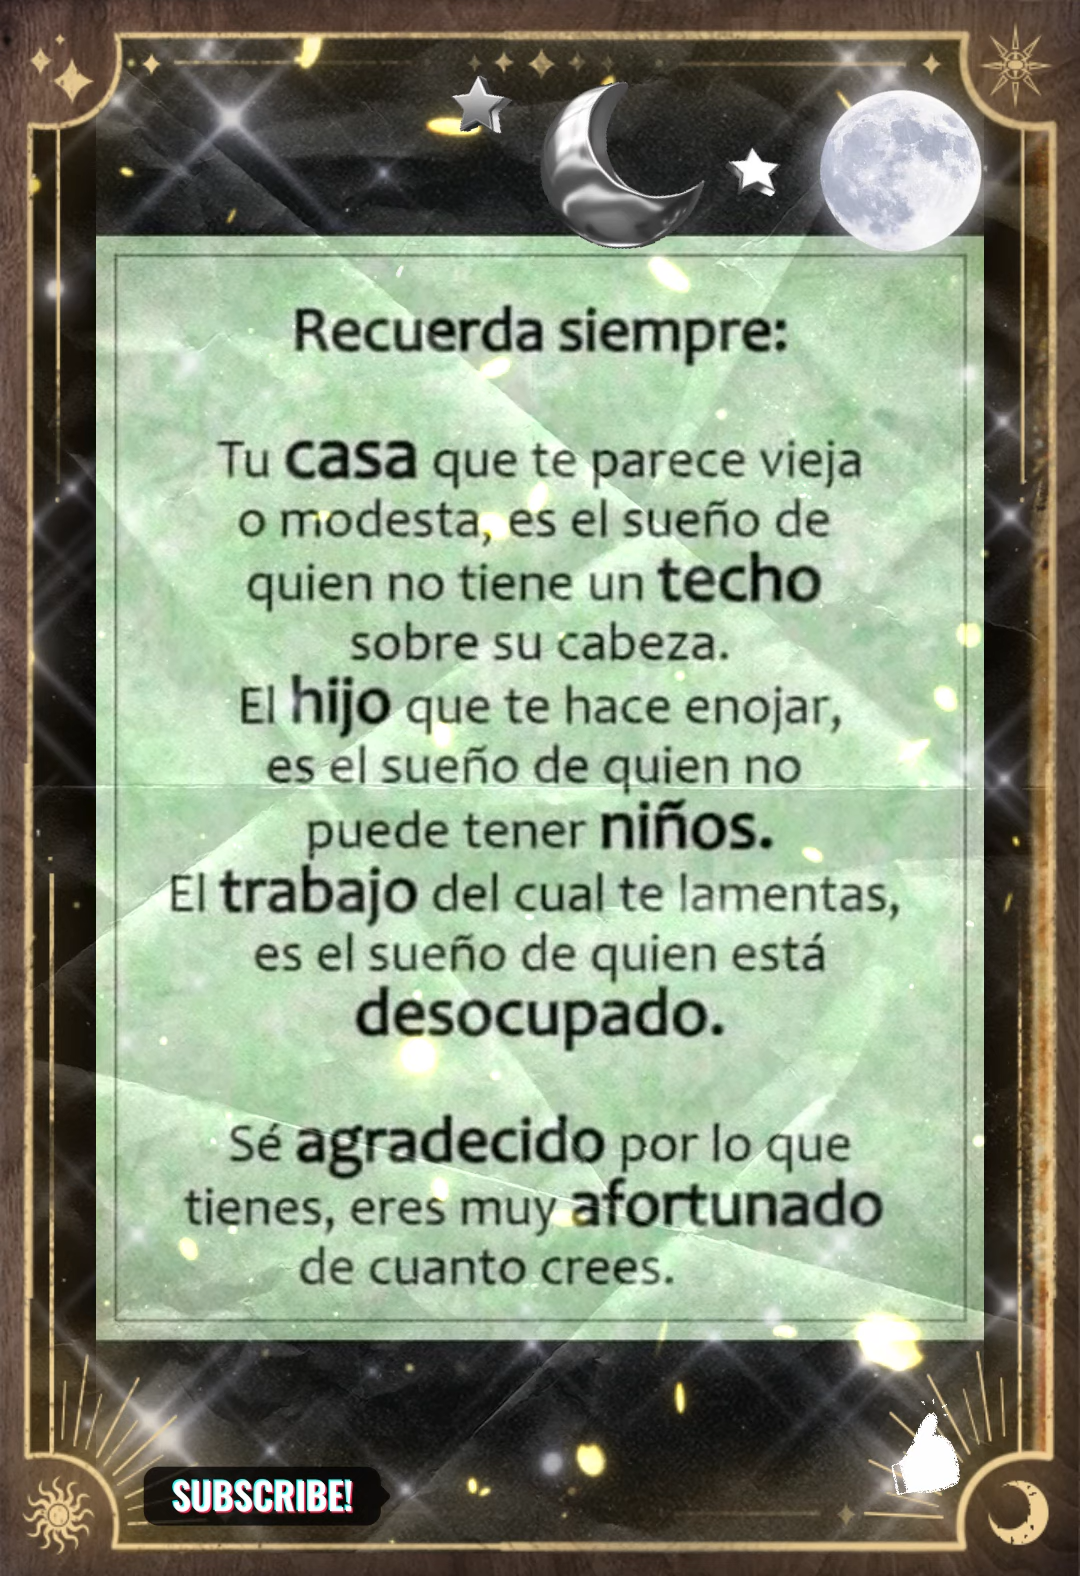 Recuerda siempre:
Tu casa que te parece vieja
o modesta, es el sueño de
quien no tiene un techo
sobre su cabeza.
El hijo que te hace enojar,
es el sueño de quien no
puede tener niños.
El trabajo del cual te lamentas,
es el sueño de quien está
desocupado.
Sé agradecido por lo que
tienes, eres muy afortunado
de cuanto crees.
SUBSCRIBE!